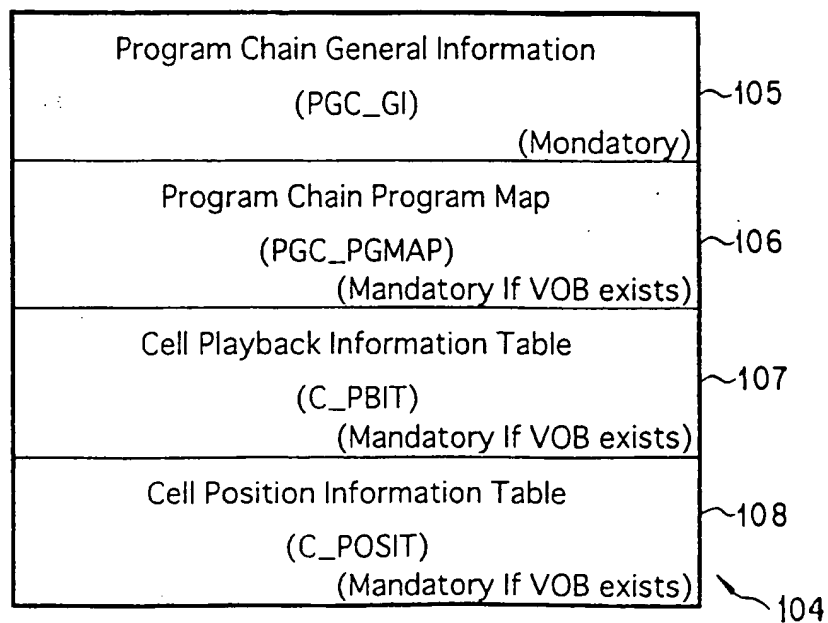 Program Chain General Information
(PGC_GI)
(Mondatory)
105
Program Chain Program Map
(PGC_PGMAP)
(Mandatory If VOB exists)
106
Cell Playback Information Table
(C_PBIT)
(Mandatory If VOB exists)
107
Cell Position Information Table
(C_POSIT)
(Mandatory If VOB exists)
108
104